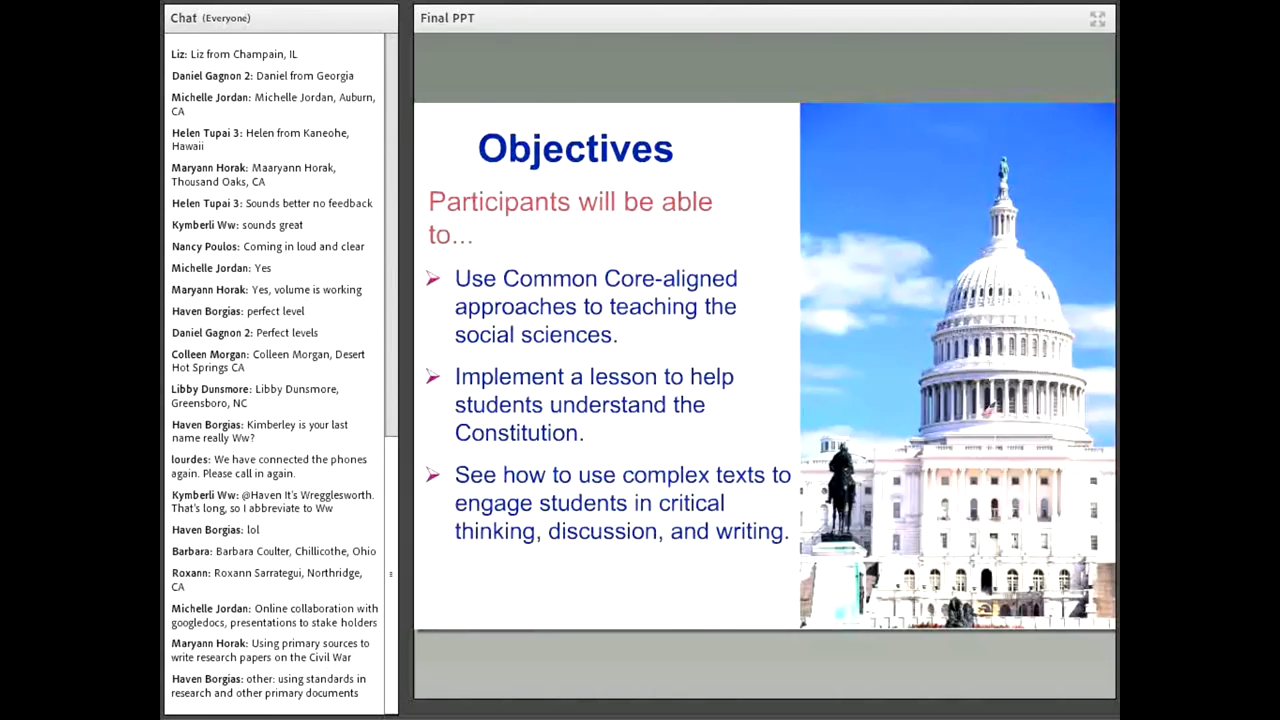 Chat (Everyone)
Liz: Liz from Champain, IL
Daniel Gagnon 2: Daniel from Georgia
Michelle Jordan: Michelle Jordan, Auburn,
CA
Helen Tupai 3: Helen from Kaneohe,
Hawaii
Maryann Horak: Maaryann Horak,
Thousand Oaks, CA
Helen Tupai 3: Sounds better no feedback
Kymberli Ww: sounds great
Nancy Poulos: Coming in loud and clear
Michelle Jordan: Yes
Maryann Horak: Yes, volume is working
Haven Borgias: perfect level
Daniel Gagnon 2: Perfect levels
Colleen Morgan: Colleen Morgan, Desert
Hot Springs CA
Libby Dunsmore: Libby Dunsmore,
Greensboro, NC
Haven Borgias: Kimberley is your last
name really Ww?
lourdes: We have connected the phones
again. Please call in again.
Kymberli Ww: @Haven It's Wregglesworth.
That's long, so I abbreviate to Ww
Haven Borgias: lol
Barbara: Barbara Coulter, Chillicothe, Ohio
Roxann: Roxann Sarrategui, Northridge,
CA
Michelle Jordan: Online collaboration with
googledocs, presentations to stake holders
Maryann Horak: Using primary sources to
write research papers on the Civil War
Haven Borgias: other: using standards in
research and other primary documents
Final PPT
Objectives
Participants will be able
to...
Use Common Core-aligned
approaches to teaching the
social sciences.
Implement a lesson to help
students understand the
Constitution.
See how to use complex texts to
engage students in critical
thinking, discussion, and writing.